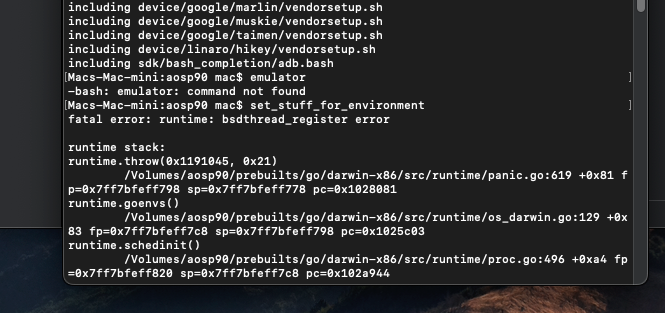 including device/google/marlin/vendorsetup.sh
including device/google/muskie/vendorsetup.sh
including device/google/taimen/vendorsetup.sh
including device/linaro/hikey/vendorsetup.sh
including sdk/bash_completion/adb.bash
[Macs-Mac-mini:aosp90 mac$ emulator ]
-bash: emulator: command not found
[Macs-Mac-mini:aosp90 mac$ set_stuff_for_environment ]
fatal error: runtime: bsdthread_register error

runtime stack:
runtime.throw(0x1191045, 0x21)
        /Volumes/aosp90/prebuilts/go/darwin-x86/src/runtime/panic.go:619 +0x81 f
p=0x7ff7bfeff798 sp=0x7ff7bfeff778 pc=0x1028081
runtime.goenvs()
        /Volumes/aosp90/prebuilts/go/darwin-x86/src/runtime/os_darwin.go:129 +0x
83 fp=0x7ff7bfeff7c8 sp=0x7ff7bfeff798 pc=0x1025c03
runtime.schedinit()
        /Volumes/aosp90/prebuilts/go/darwin-x86/src/runtime/proc.go:496 +0xa4 fp
=0x7ff7bfeff820 sp=0x7ff7bfeff7c8 pc=0x102a944